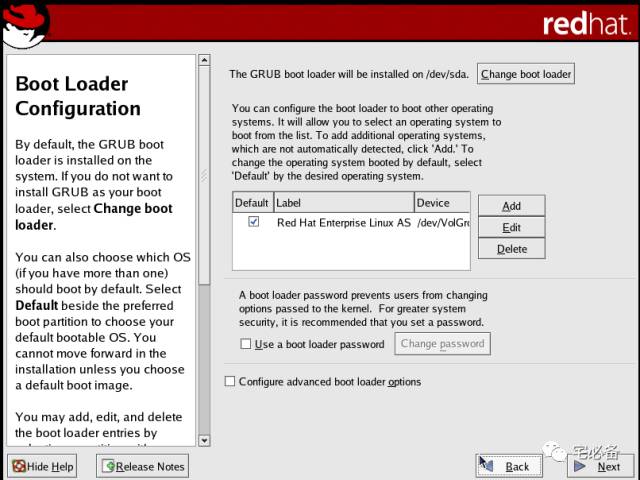 redhat.
Boot Loader
Configuration
By default, the GRUB boot
loader is installed on the
system. If you do not want to
install GRUB as your boot
loader, select Change boot
loader.
You can also choose which OS
(if you have more than one)
should boot by default. Select
Default beside the preferred
boot partition to choose your
default bootable OS. You
cannot move forward in the
installation unless you choose
a default boot image.
You may add, edit, and delete
the boot loader entries by
The GRUB boot loader will be installed on /dev/sda. Change boot loader
You can configure the boot loader to boot other operating
systems. It will allow you to select an operating system to
boot from the list. To add additional operating systems,
which are not automatically detected, click 'Add.' To
change the operating system booted by default, select
'Default' by the desired operating system.
Default Label Device
Red Hat Enterprise Linux AS /dev/VolGro
Add
Edit
Delete
A boot loader password prevents users from changing
options passed to the kernel. For greater system
security, it is recommended that you set a password.
Use a boot loader password Change password
Configure advanced boot loader options
Hide Help Release Notes Back Next
宅必备